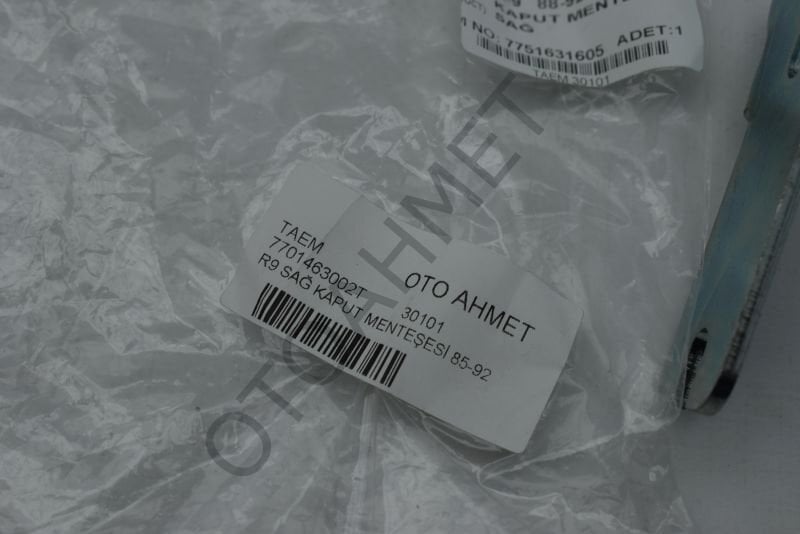 KAPUT
SAĞ
NO: 7751631605 ADET:1
TAEM 30101
TAEM
7701463002T 30101
OTO AHMET
R9 SAĞ KAPUT MENTEŞESİ 85-92
OTO AHMET